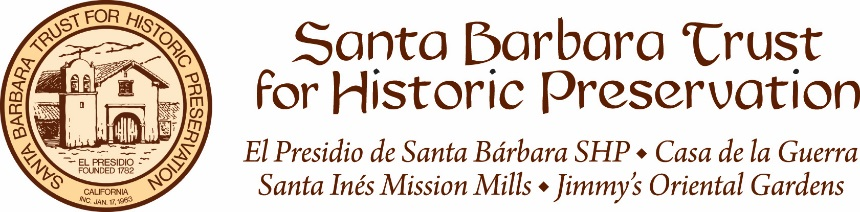 SANTA BARBARA TRUST FOR HISTORIC PRESERVATION
EL PRESIDIO
FOUNDED 1782
CALIFORNIA
INC. JAN. 17, 1963
Santa Barbara Trust
for Historic Preservation
El Presidio de Santa Bárbara SHP ◆ Casa de la Guerra
Santa Inés Mission Mills ◆ Jimmy's Oriental Gardens